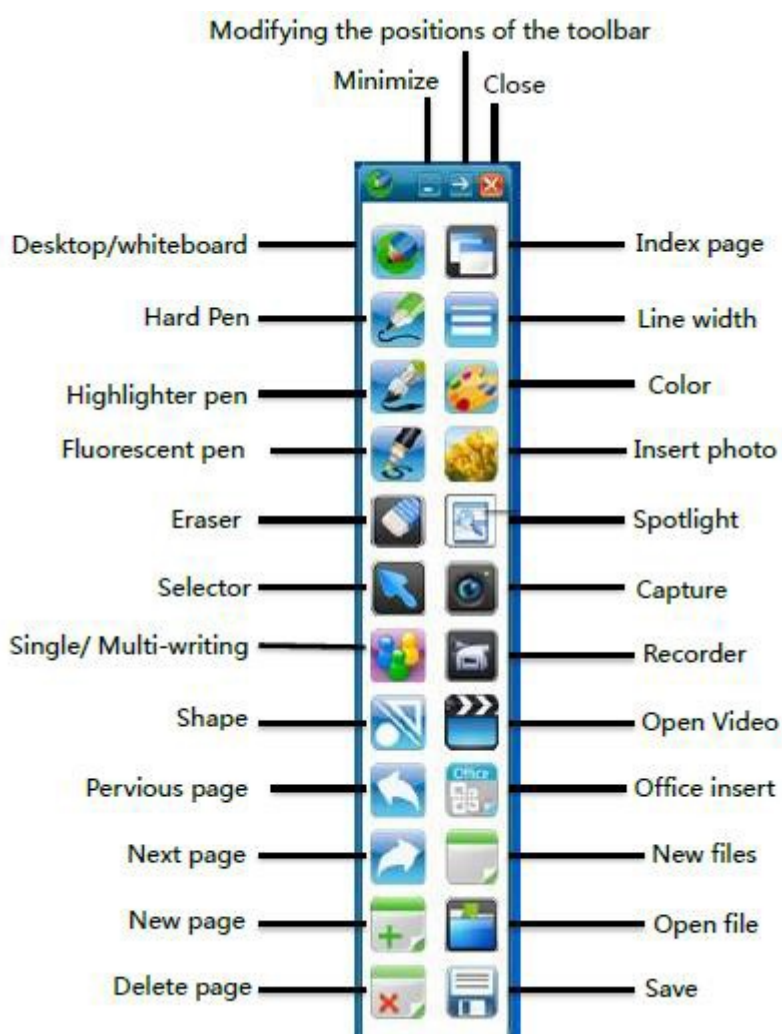 Modifying the positions of the toolbar
Minimize
Close
Desktop/whiteboard
Index page
Hard Pen
Line width
Highlighter pen
Color
Fluorescent pen
Insert photo
Eraser
Spotlight
Selector
Capture
Single/ Multi-writing
Recorder
Shape
Open Video
Pervious page
Office
Office insert
Next page
New files
New page
Open file
Delete page
Save